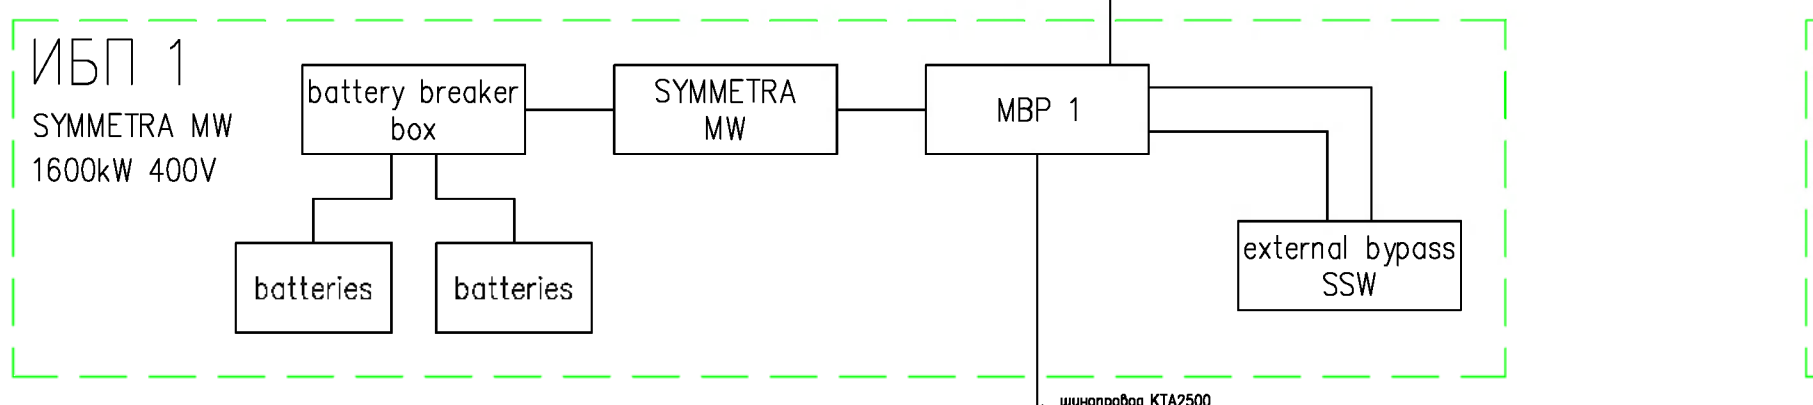 ИБП 1
SYMMETRA MW
1600kW 400V
battery breaker
box
SYMMETRA
MW
MBP 1
batteries
batteries
external bypass
SSW
шинопровод KTA2500